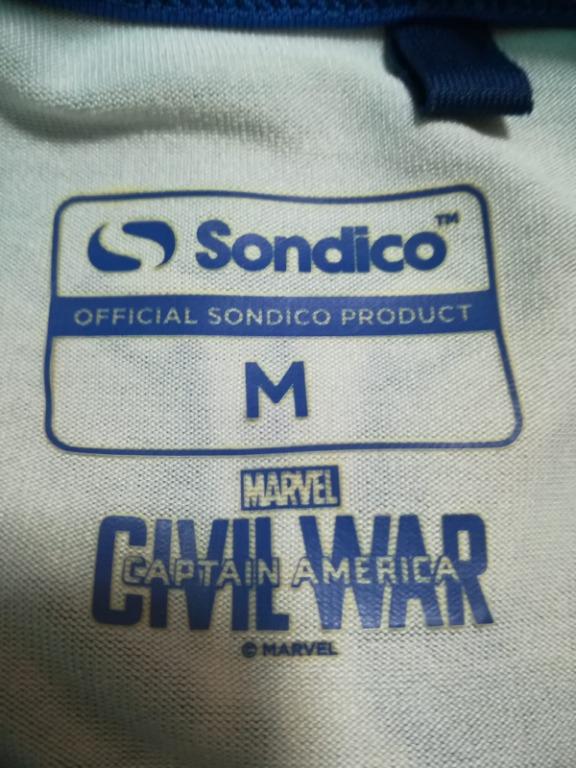 Sondico™
OFFICIAL SONDICO PRODUCT
M
MARVEL
CIVIL WAR
CAPTAIN AMERICA
© MARVEL